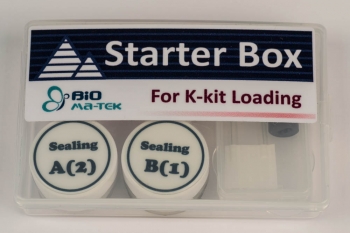 Starter Box
BiO
Ma-TEK
For K-kit Loading
Sealing
A(2)
Sealing
B(1)